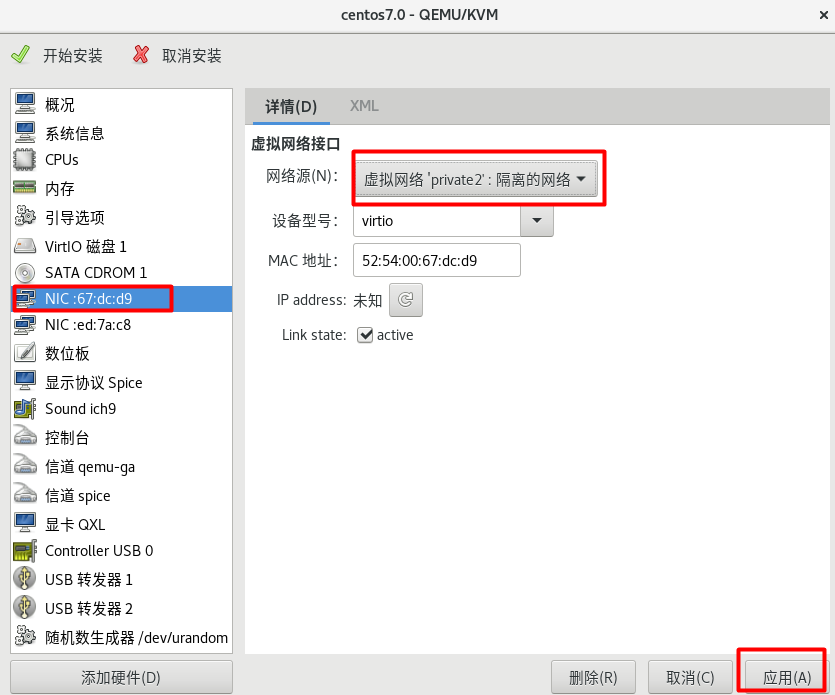 centos7.0 - QEMU/KVM
开始安装 取消安装
概况
系统信息
CPUs
内存
引导选项
VirtIO 磁盘 1
SATA CDROM 1
NIC :67:dc:d9
NIC :ed:7a:c8
数位板
显示协议 Spice
Sound ich9
控制台
信道 qemu-ga
信道 spice
显卡 QXL
Controller USB 0
USB 转发器 1
USB 转发器 2
随机数生成器 /dev/urandom
添加硬件(D)
详情(D) XML
虚拟网络接口
网络源(N): 虚拟网络 'private2' : 隔离的网络
设备型号: virtio
MAC 地址: 52:54:00:67:dc:d9
IP address: 未知
Link state: active
删除(R) 取消(C) 应用(A)